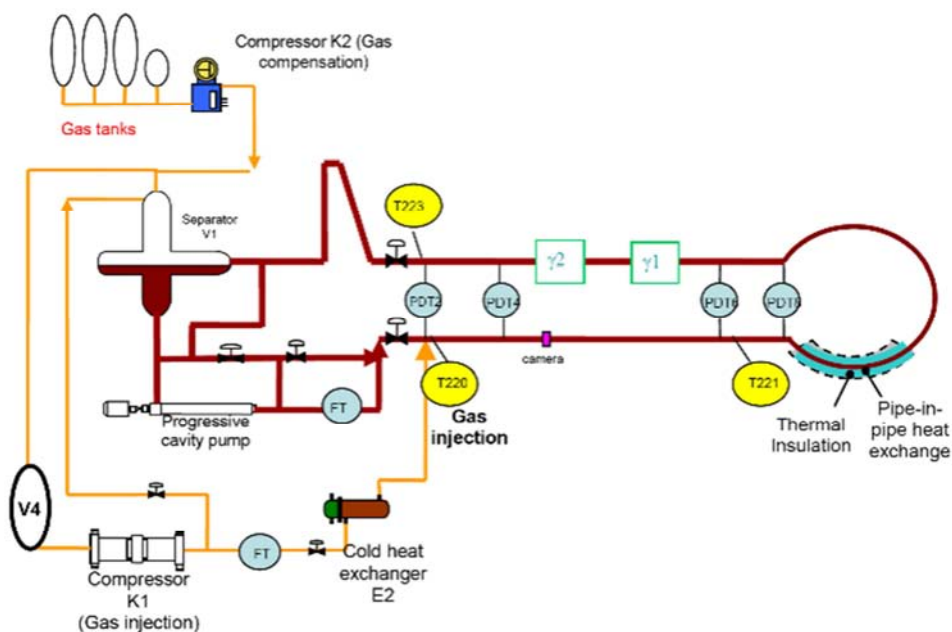 Compressor K2 (Gas
compensation)
Gas tanks
Separator
V1
T223
γ2
γ1
PDT2
PDT4
PDT6
PDT8
camera
T220
T221
FT
Progressive
cavity pump
Gas
injection
Thermal
Insulation
Pipe-in-
pipe heat
exchange
V4
FT
Cold heat
exchanger
E2
Compressor
K1
(Gas injection)